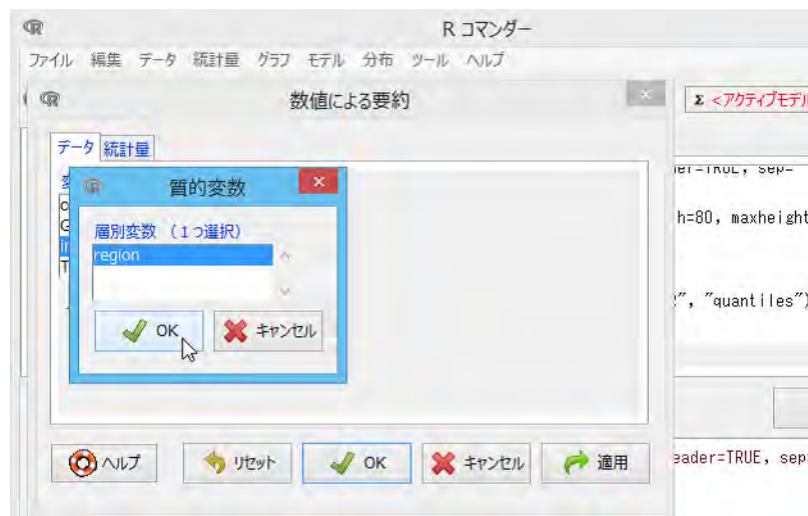 R コマンダー
ファイル 編集 データ 統計量 グラフ モデル 分布 ツール ヘルプ
数値による要約
Σ <アクティブモデル
データ 統計量
質的変数
層別変数 (1つ選択)
region
OK キャンセル
h=80, maxheight
", "quantiles")
ヘルプ リセット OK キャンセル 適用
eader=TRUE, sep